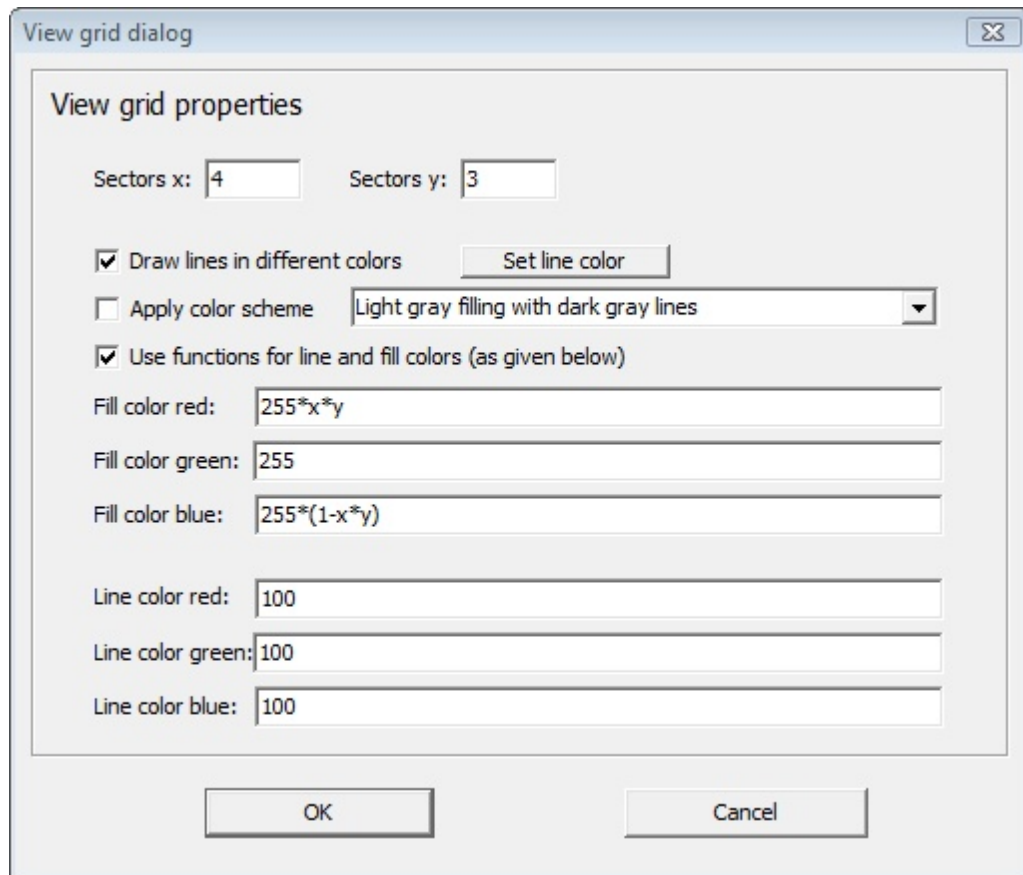 View grid dialog
View grid properties
Sectors x: 4 Sectors y: 3
Draw lines in different colors Set line color
Apply color scheme Light gray filling with dark gray lines
Use functions for line and fill colors (as given below)
Fill color red: 255*x*y
Fill color green: 255
Fill color blue: 255*(1-x*y)
Line color red: 100
Line color green: 100
Line color blue: 100
OK Cancel